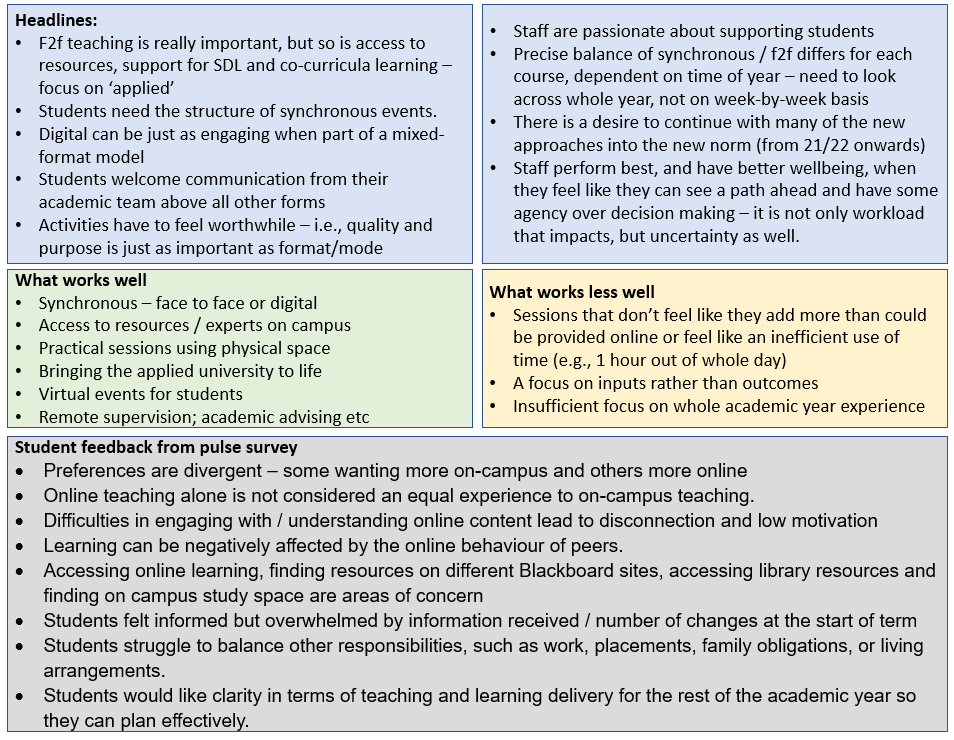 Headlines:
• F2f teaching is really important, but so is access to
resources, support for SDL and co-curricula learning –
focus on ‘applied’
• Students need the structure of synchronous events.
• Digital can be just as engaging when part of a mixed-
format model
• Students welcome communication from their
academic team above all other forms
• Activities have to feel worthwhile – i.e., quality and
purpose is just as important as format/mode
• Staff are passionate about supporting students
• Precise balance of synchronous / f2f differs for each
course, dependent on time of year – need to look
across whole year, not on week-by-week basis
• There is a desire to continue with many of the new
approaches into the new norm (from 21/22 onwards)
• Staff perform best, and have better wellbeing, when
they feel like they can see a path ahead and have some
agency over decision making – it is not only workload
that impacts, but uncertainty as well.
What works well
• Synchronous – face to face or digital
• Access to resources / experts on campus
• Practical sessions using physical space
• Bringing the applied university to life
• Virtual events for students
• Remote supervision; academic advising etc
What works less well
• Sessions that don’t feel like they add more than could
be provided online or feel like an inefficient use of
time (e.g., 1 hour out of whole day)
• A focus on inputs rather than outcomes
• Insufficient focus on whole academic year experience
Student feedback from pulse survey
• Preferences are divergent – some wanting more on-campus and others more online
• Online teaching alone is not considered an equal experience to on-campus teaching.
• Difficulties in engaging with / understanding online content lead to disconnection and low motivation
• Learning can be negatively affected by the online behaviour of peers.
• Accessing online learning, finding resources on different Blackboard sites, accessing library resources and
finding on campus study space are areas of concern
• Students felt informed but overwhelmed by information received / number of changes at the start of term
• Students struggle to balance other responsibilities, such as work, placements, family obligations, or living
arrangements.
• Students would like clarity in terms of teaching and learning delivery for the rest of the academic year so
they can plan effectively.